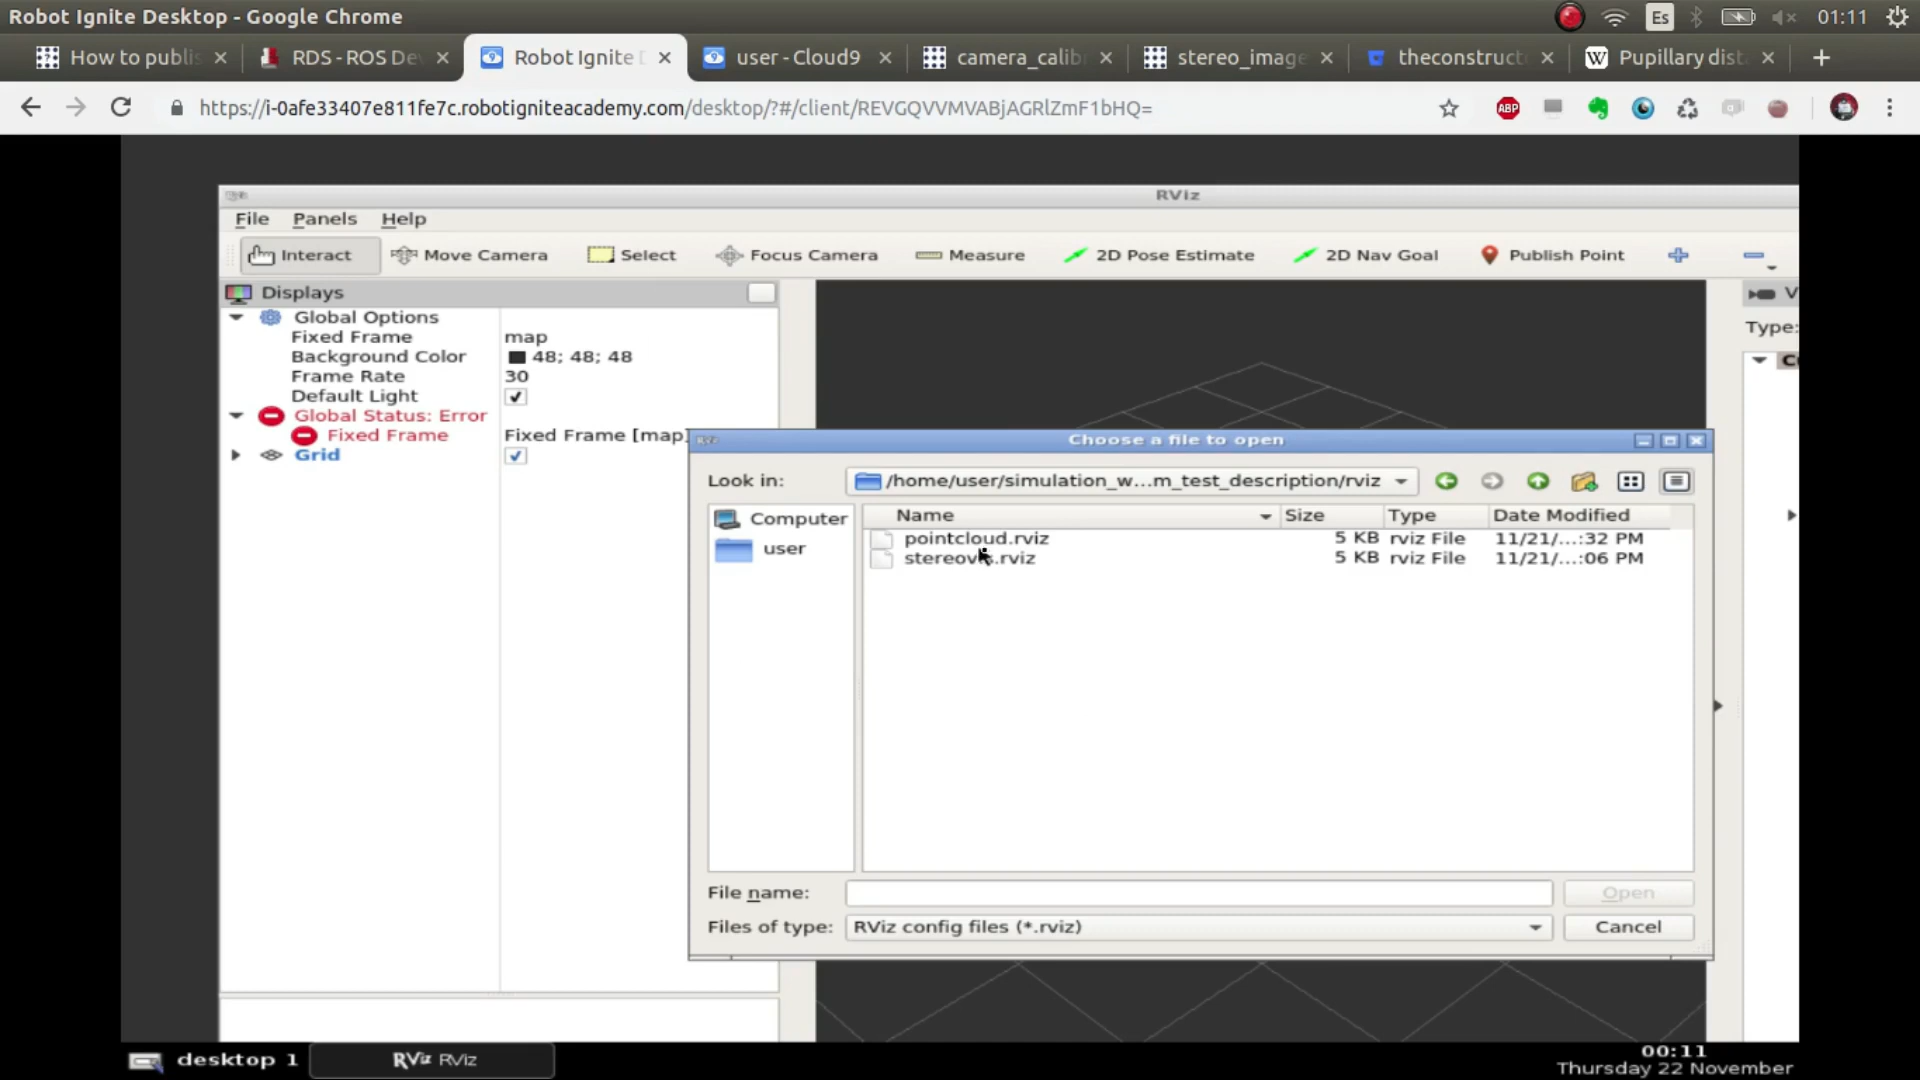 Robot Ignite Desktop - Google Chrome
Es
01:11
How to publis
RDS - ROS De
Robot Ignite D
user - Cloud9
camera_calib
stereo_image
theconstruct
Pupillary dist
https://i-0afe33407e811fe7c.robotigniteacademy.com/desktop/?#/client/REVGQVVMVABjAGRlZmF1bHQ=
ABP
RViz
File Panels Help
Interact Move Camera Select Focus Camera Measure 2D Pose Estimate 2D Nav Goal Publish Point
Displays
Global Options
Fixed Frame map
Background Color 48; 48; 48
Frame Rate 30
Default Light
Global Status: Error
Fixed Frame Fixed Frame [map]
Grid
Type:
Choose a file to open
Look in: /home/user/simulation_w...m_test_description/rviz
Computer
user
Name Size Type Date Modified
pointcloud.rviz 5 KB rviz File 11/21/...:32 PM
5 KB rviz File 11/21/...:06 PM
File name: Open
Files of type: RViz config files (*.rviz) Cancel
desktop 1
RViz RViz
00:11
Thursday 22 November